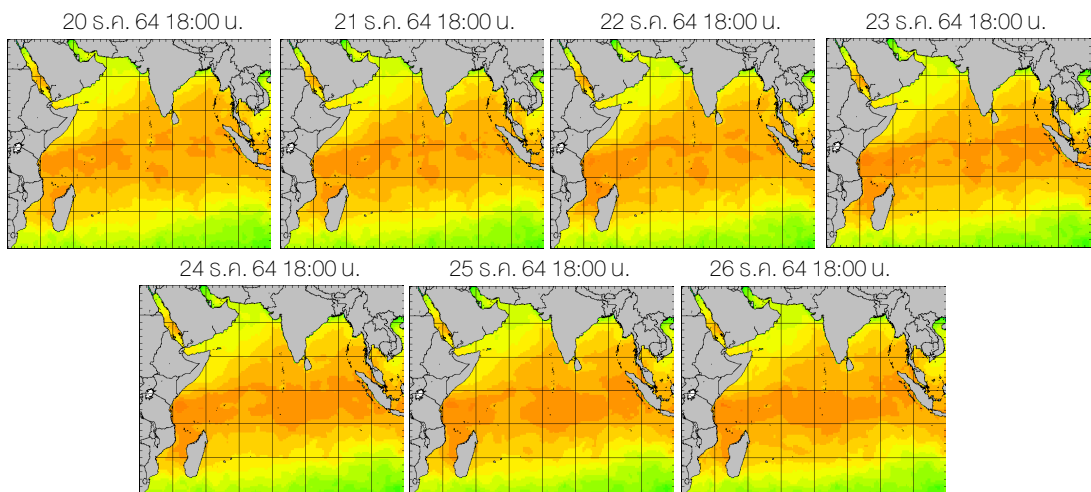 20 ธ.ค. 64 18:00 น.
21 ธ.ค. 64 18:00 น.
22 ธ.ค. 64 18:00 น.
23 ธ.ค. 64 18:00 น.
24 ธ.ค. 64 18:00 น.
25 ธ.ค. 64 18:00 น.
26 ธ.ค. 64 18:00 น.